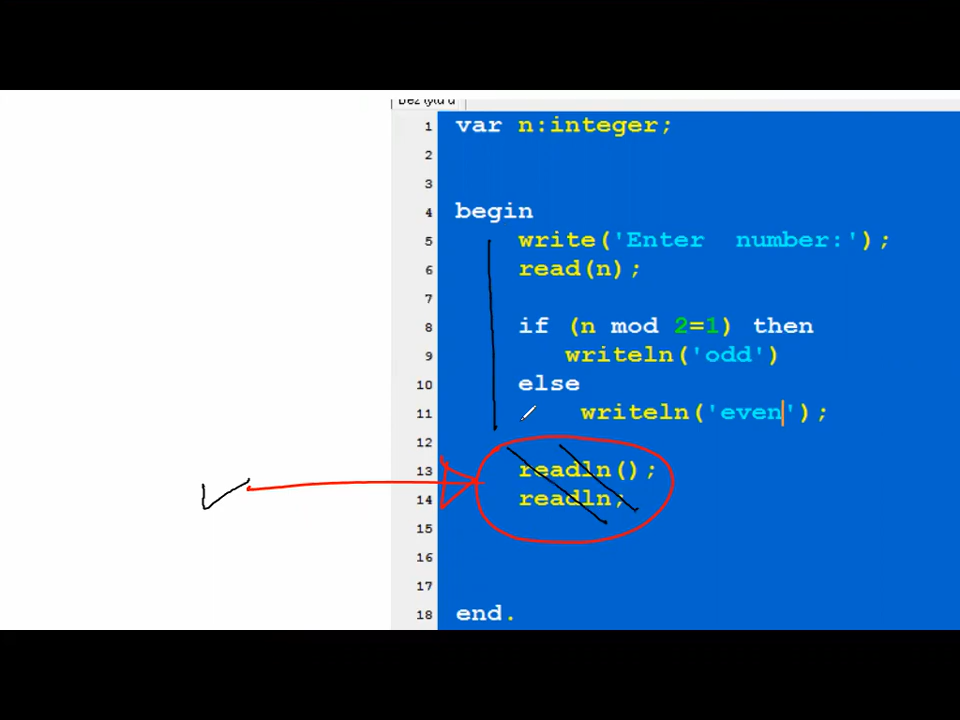 Bez tytułu
1 var n:integer;
2
3
4 begin
5 write('Enter  number:');
6 read(n);
7
8 if (n mod 2=1) then
9 writeln('odd')
10 else
11 writeln('even');
12
13 readln();
14 readln;
15
16
17
18 end.